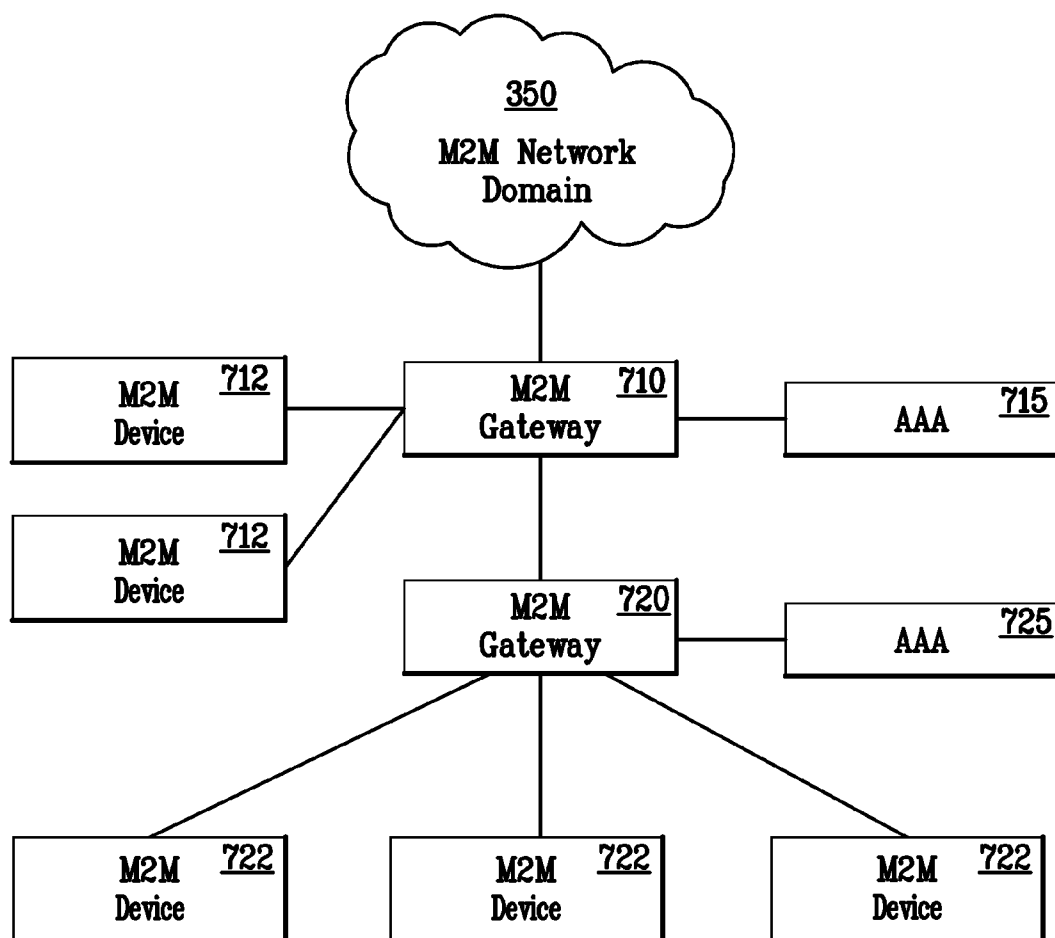 350
M2M Network
Domain
712
M2M
Device
710
M2M
Gateway
715
AAA
712
M2M
Device
720
M2M
Gateway
725
AAA
722
M2M
Device
722
M2M
Device
722
M2M
Device